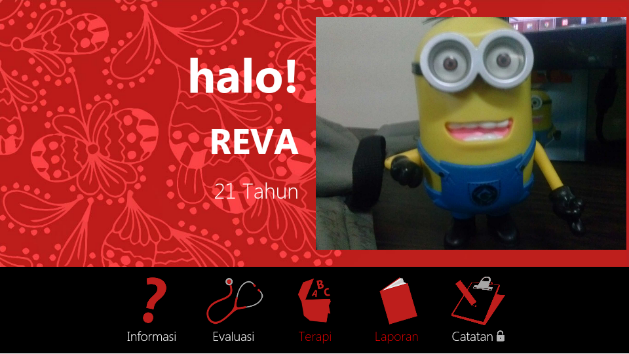 halo!
REVA
21 Tahun
A B C
Informasi
Evaluasi
Terapi
Laporan
Catatan